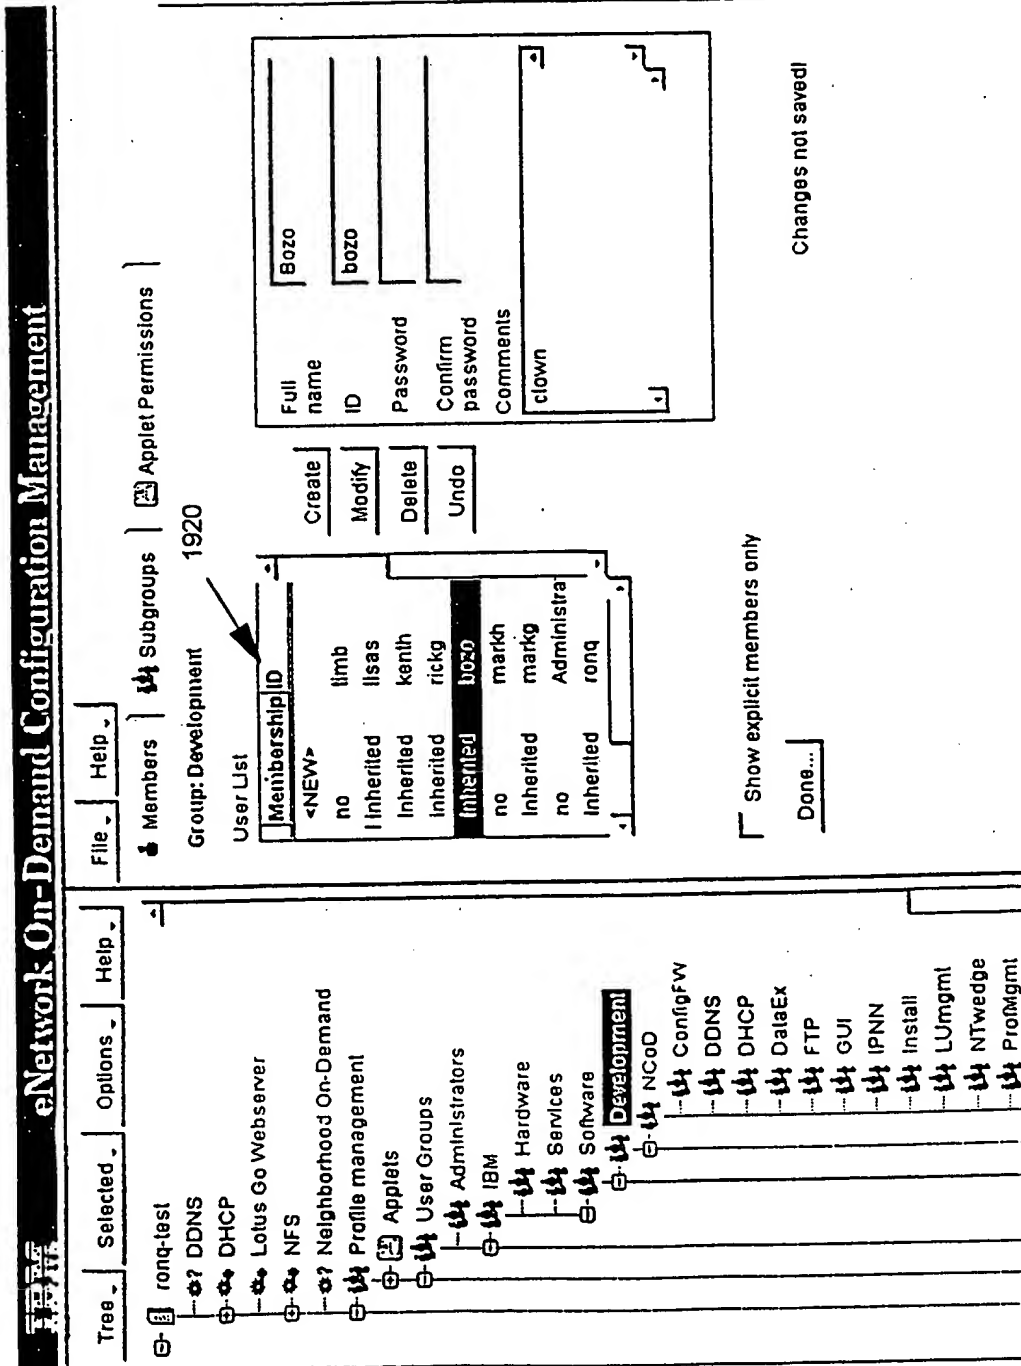 IBM
eNetwork On-Demand Configuration Management
Tree
Selected
Options
Help
ronq-test
? DDNS
DHCP
Lotus Go Webserver
NFS
? Neighborhood On-Demand
Profile management
Applets
User Groups
Administrators
IBM
Hardware
Services
Software
Development
NCoD
ConfigFW
DDNS
DHCP
DataEx
FTP
GUI
IPNN
Install
LUmgmt
NTwedge
ProfMgmt
File
Help
Members
Subgroups
Applet Permissions
Group: Development
1920
User List
Membership ID
<NEW>
no timb
Inherited lisas
Inherited kenth
Inherited rickg
Inherited bozo
no markh
Inherited markg
no Administra
Inherited ronq
Create
Modify
Delete
Undo
Full name Bozo
ID bozo
Password
Confirm password
Comments
clown
Show explicit members only
Done...
Changes not saved!